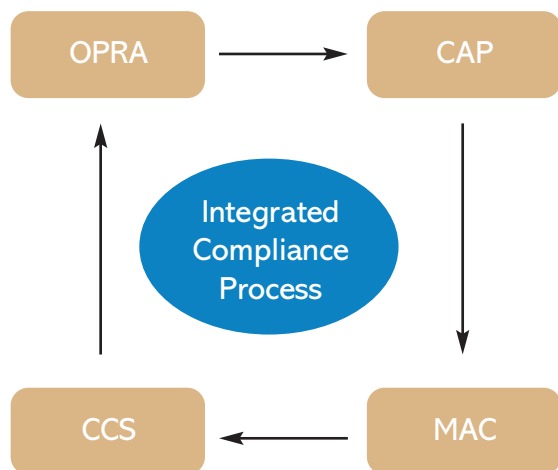 OPRA
CAP
Integrated
Compliance
Process
CCS
MAC